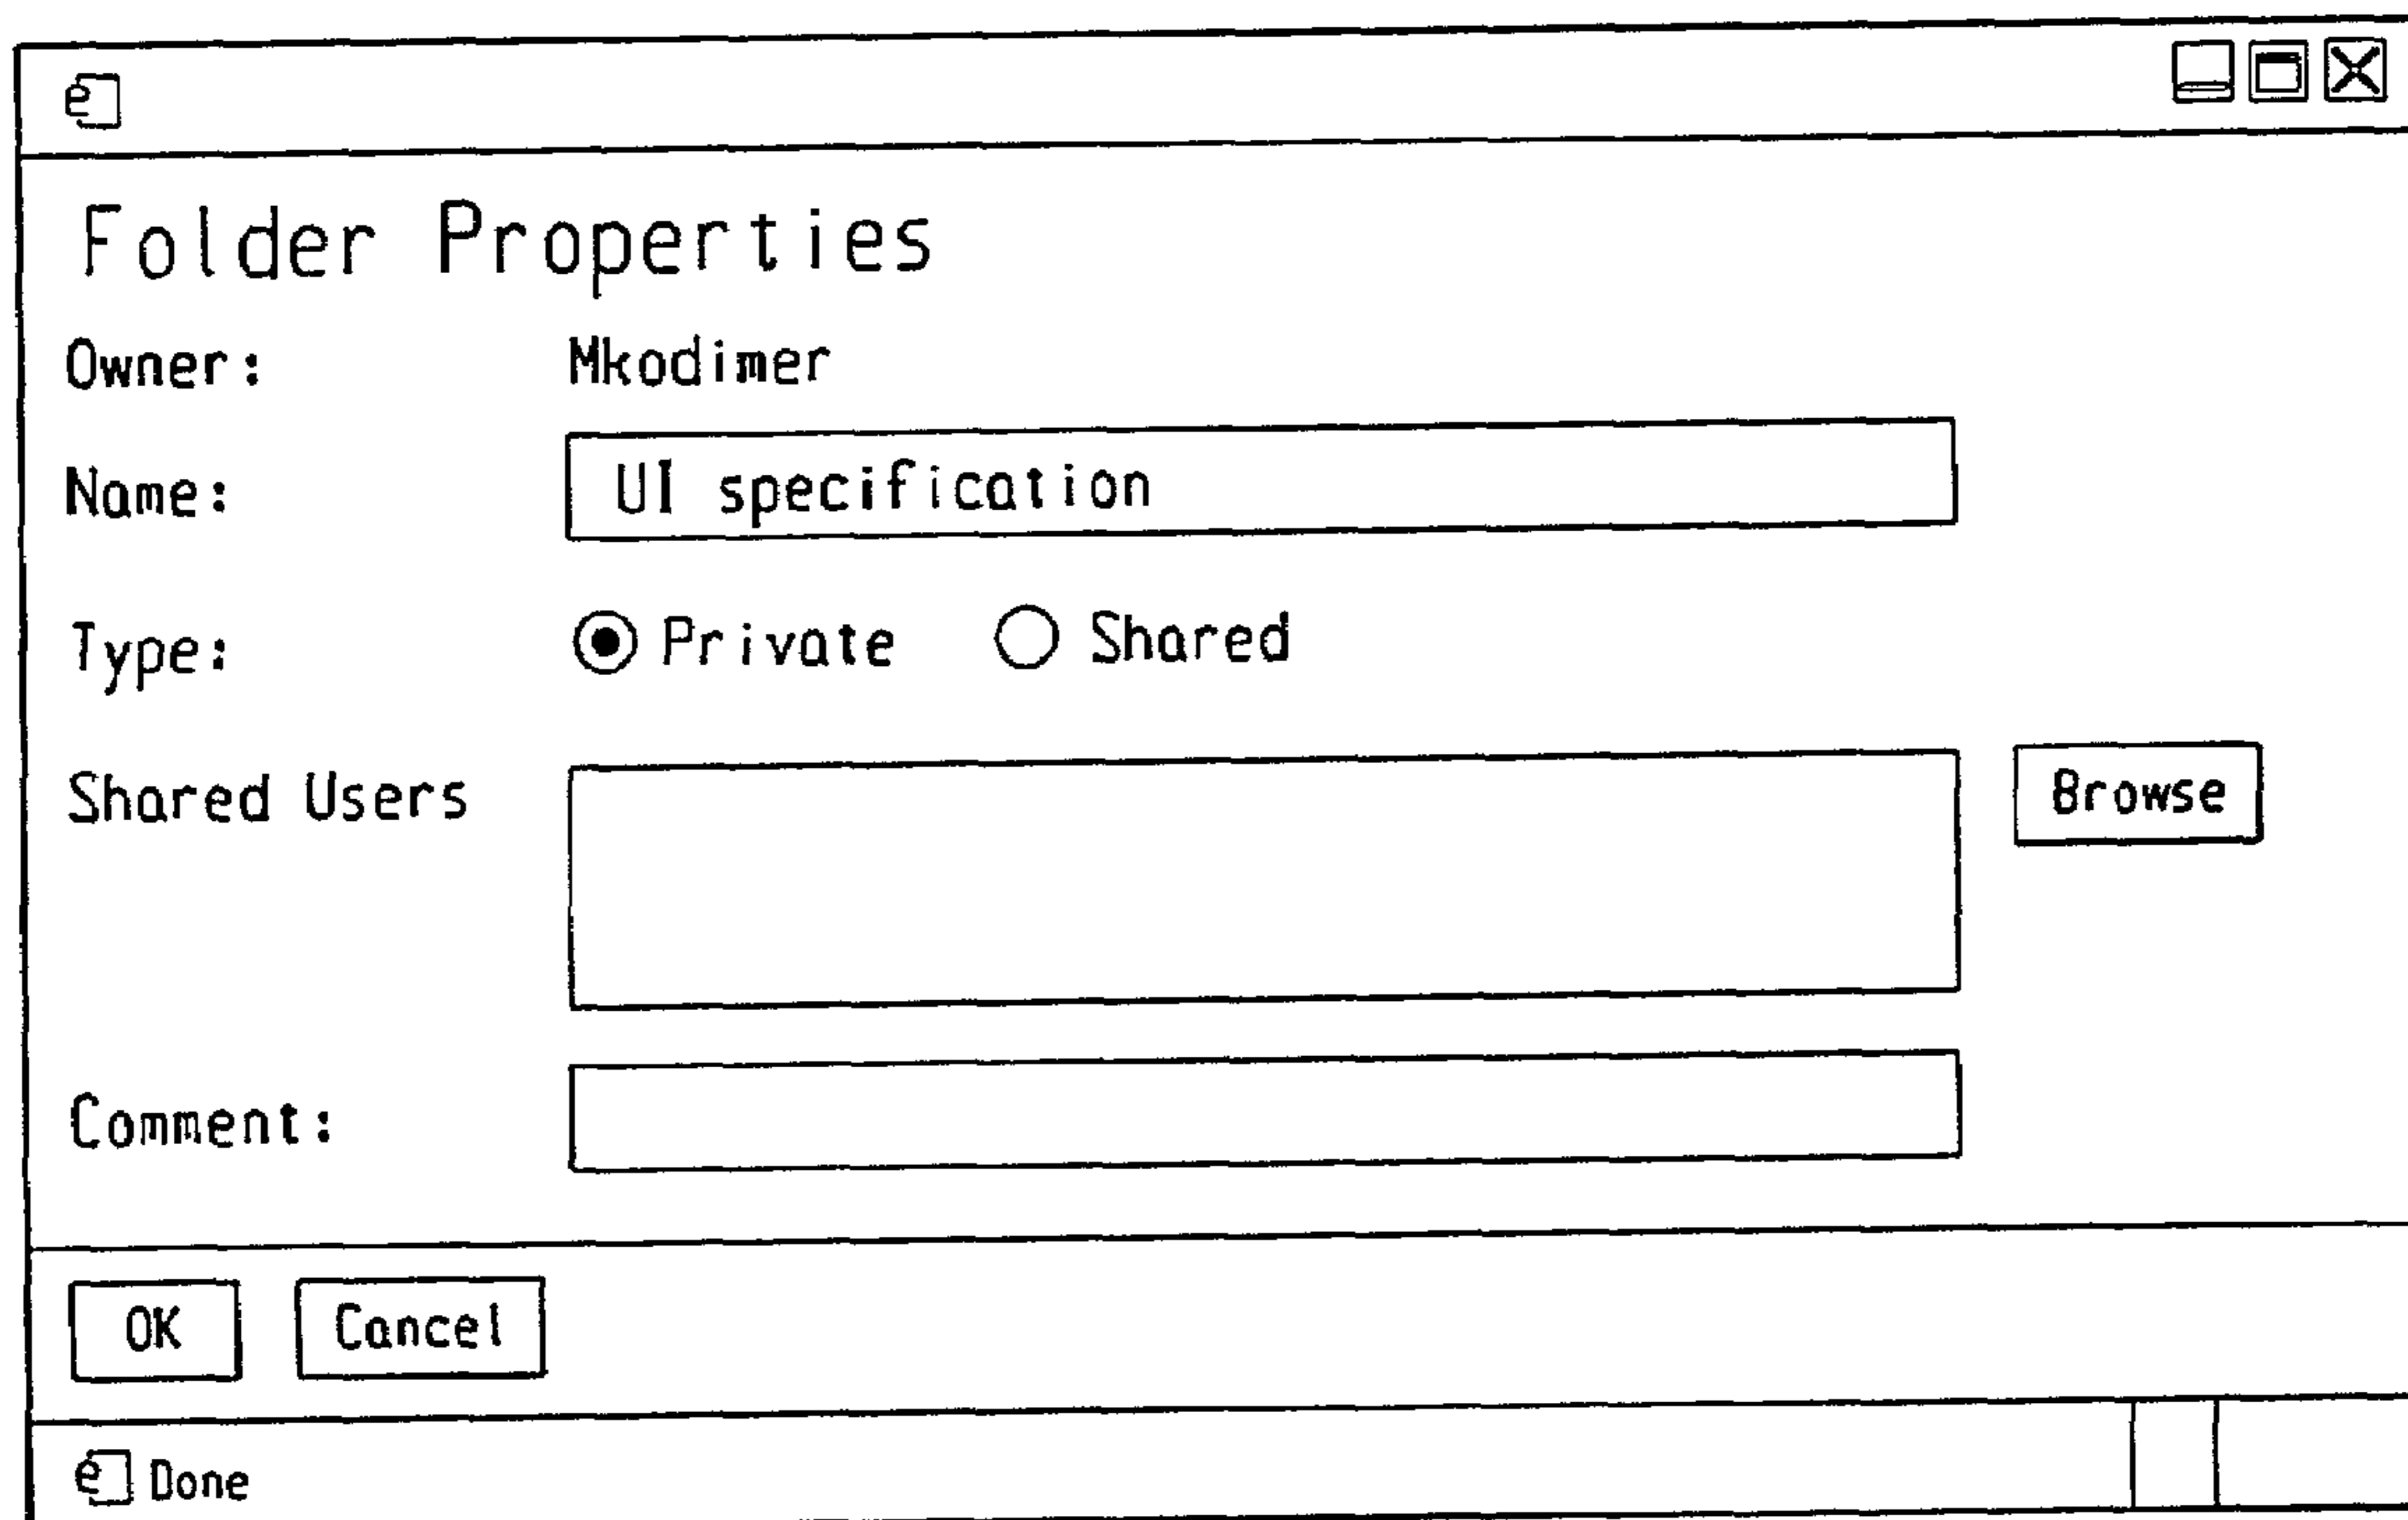 Folder Properties
Owner: Mkodimer
Name: UI specification
Type: Private Shared
Shared Users Browse
Comment:
OK Cancel
e Done